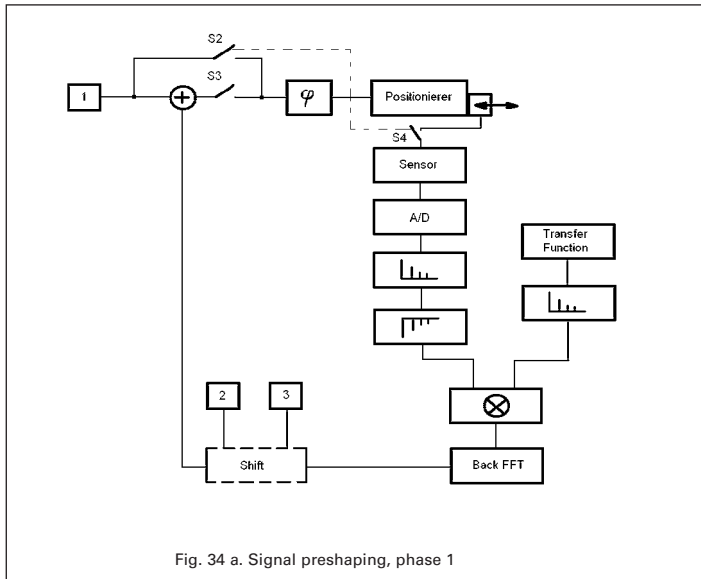 S2
S3
1
φ
Positionierer
S4
Sensor
A/D
Transfer
Function
2
3
Shift
Back FFT
Fig. 34 a. Signal preshaping, phase 1